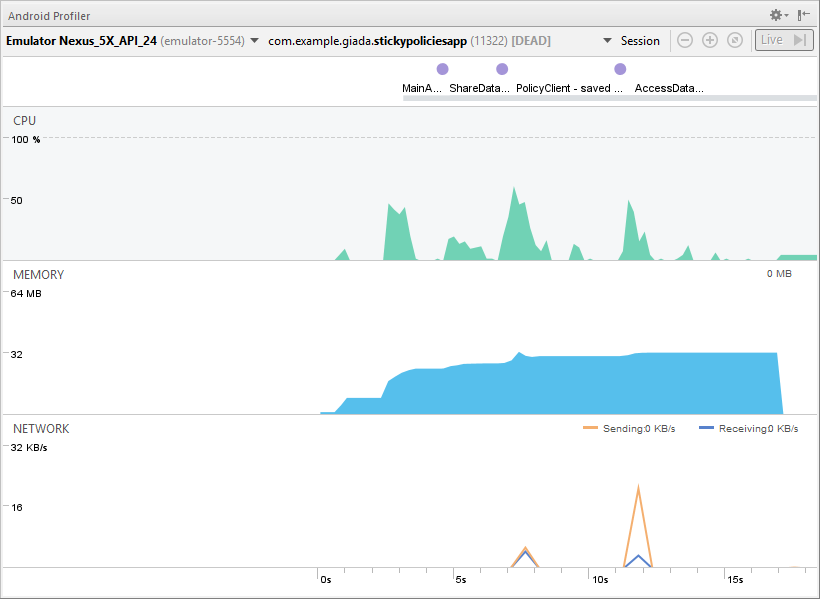 Android Profiler
Emulator Nexus_5X_API_24 (emulator-5554) com.example.giada.stickypoliciesapp (11322) [DEAD] Session Live
MainA... ShareData... PolicyClient - saved ... AccessData...
CPU
100 %
50
MEMORY 0 MB
64 MB
32
NETWORK Sending:0 KB/s Receiving:0 KB/s
32 KB/s
16
0s 5s 10s 15s